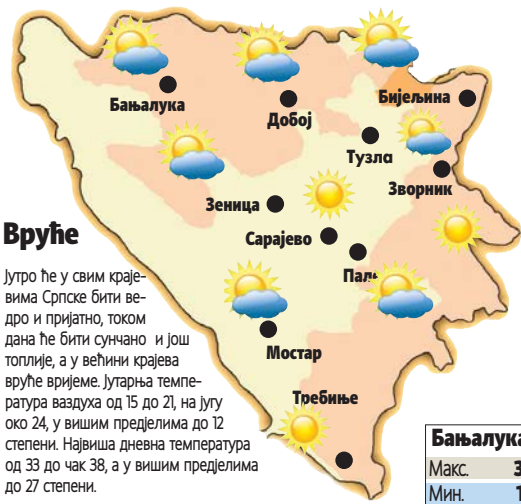 Бањалука
Добој
Бијељина
Тузла
Зворник
Зеница
Сарајево
Мостар
Требиње
Вруће
Јутро ће у свим краје-
вима Српске бити ве-
дро и пријатно, током
дана ће бити сунчано и још
топлије, а у већини крајева
вруће вријеме. Јутарња темпе-
ратура ваздуха од 15 до 21, на југу
око 24, у вишим предјелима до 12
степени. Највиша дневна температура
од 33 до чак 38, а у вишим предјелима
до 27 степени.
Бањалука
Макс.
Мин.